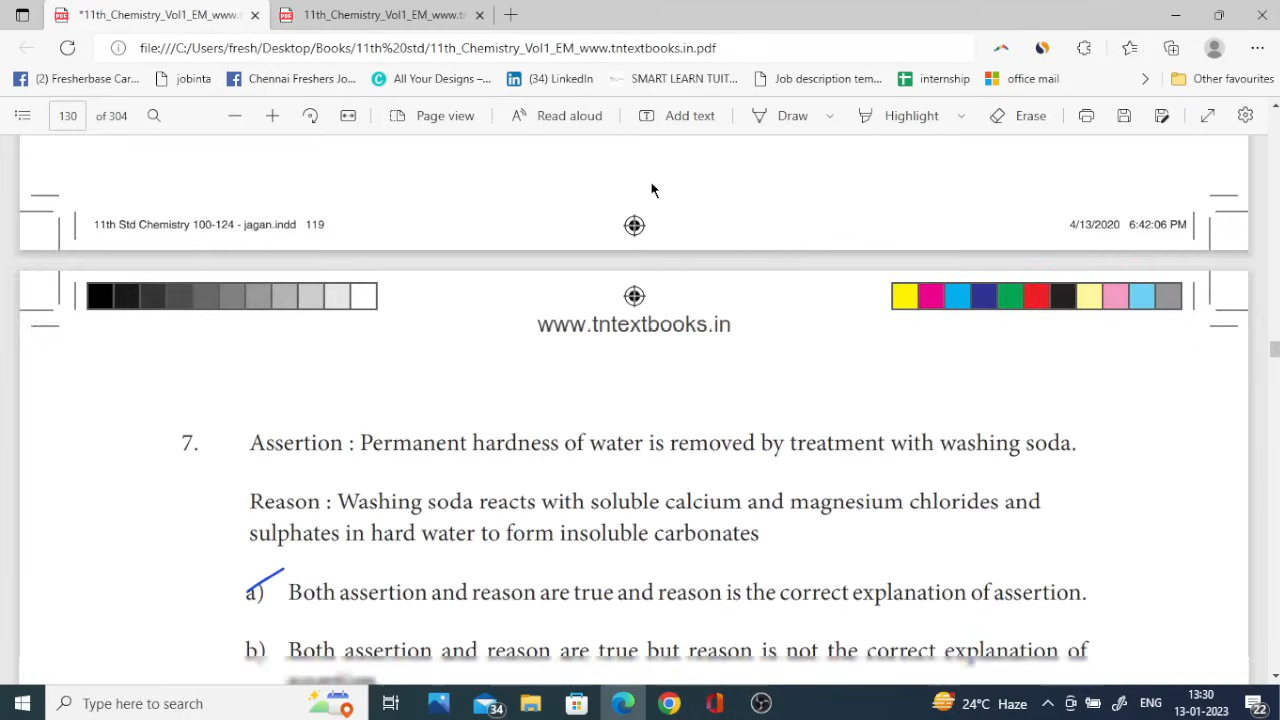 *11th_Chemistry_Vol1_EM_www.
11th_Chemistry_Vol1_EM_www.t
file:///C:/Users/fresh/Desktop/Books/11th%20std/11th_Chemistry_Vol1_EM_www.tntextbooks.in.pdf
(2) Fresherbase Car... jobinta Chennai Freshers Jo... All Your Designs –... (34) LinkedIn SMART LEARN TUIT... Job description tem... internship office mail Other favourites
130 of 304 Page view Read aloud Add text Draw Highlight Erase
11th Std Chemistry 100-124 - jagan.indd 119 4/13/2020 6:42:06 PM
www.tntextbooks.in
7. Assertion : Permanent hardness of water is removed by treatment with washing soda.
Reason : Washing soda reacts with soluble calcium and magnesium chlorides and
sulphates in hard water to form insoluble carbonates
a) Both assertion and reason are true and reason is the correct explanation of assertion.
b) Both assertion and reason are true but reason is not the correct explanation of
Type here to search 34 24°C Haze ENG 13:30
13-01-2023 22